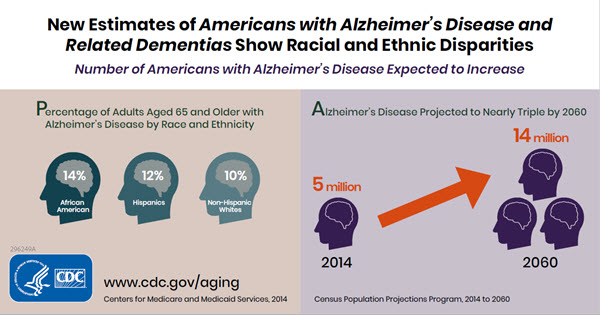 New Estimates of Americans with Alzheimer's Disease and
Related Dementias Show Racial and Ethnic Disparities
Number of Americans with Alzheimer's Disease Expected to Increase
Percentage of Adults Aged 65 and Older with
Alzheimer's Disease by Race and Ethnicity
14%
African
American
12%
Hispanics
10%
Non-Hispanic
Whites
296249A
CDC
www.cdc.gov/aging
Centers for Medicare and Medicaid Services, 2014
Alzheimer's Disease Projected to Nearly Triple by 2060
5 million
2014
14 million
2060
Census Population Projections Program, 2014 to 2060